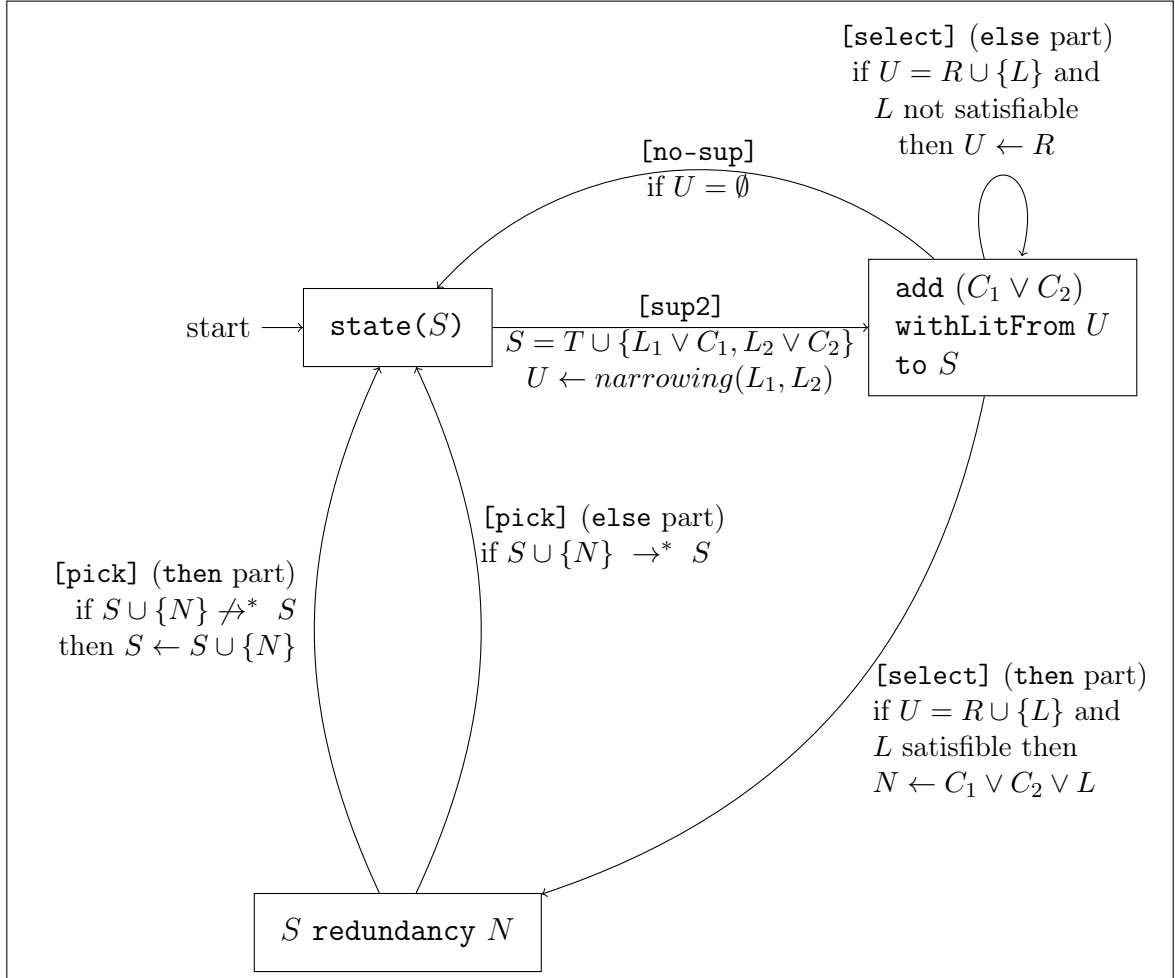 [select] (else part)
if U = R ∪ {L} and
L not satisfiable
then U ← R
[no-sup]
if U = ∅
start
state(S)
[sup2]
S = T ∪ {L₁ ∨ C₁, L₂ ∨ C₂}
U ← narrowing(L₁, L₂)
add (C₁ ∨ C₂)
withLitFrom U
to S
[pick] (else part)
if S ∪ {N} →* S
[pick] (then part)
if S ∪ {N} ↛* S
then S ← S ∪ {N}
[select] (then part)
if U = R ∪ {L} and
L satisfible then
N ← C₁ ∨ C₂ ∨ L
S redundancy N